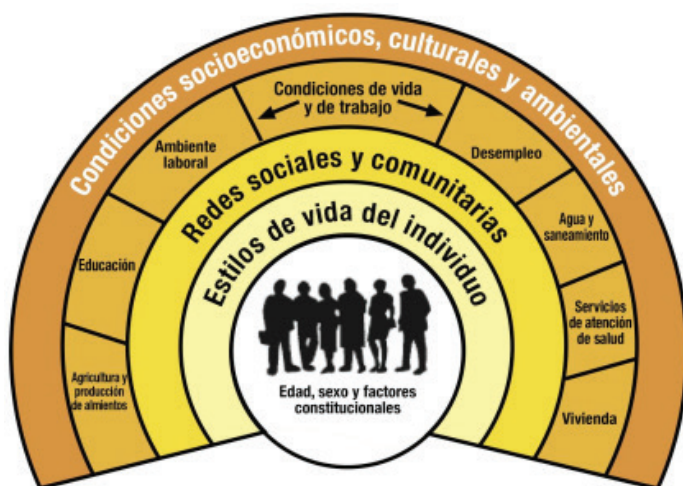 Condiciones socioeconómicos, culturales y ambientales
Condiciones de vida
y de trabajo
Ambiente
laboral
Desempleo
Educación
Agua y
saneamiento
Agricultura y
producción
de almientos
Servicios
de atención
de salud
Vivienda
Redes sociales y comunitarias
Estilos de vida del individuo
Edad, sexo y factores
constitucionales